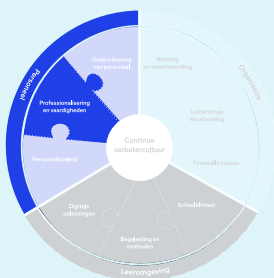 Personeel
Ondersteuning
van personeel
Professionalisering
en vaardigheden
Personeelsbeleid
Continue
verbetercultuur
Organisatie
Richting
en verantwoording
Leiderschap
en uitvoering
Financiële keuzes
Digitale
oplossingen
Begeleiding en
methoden
Schoolklimaat
Leeromgeving